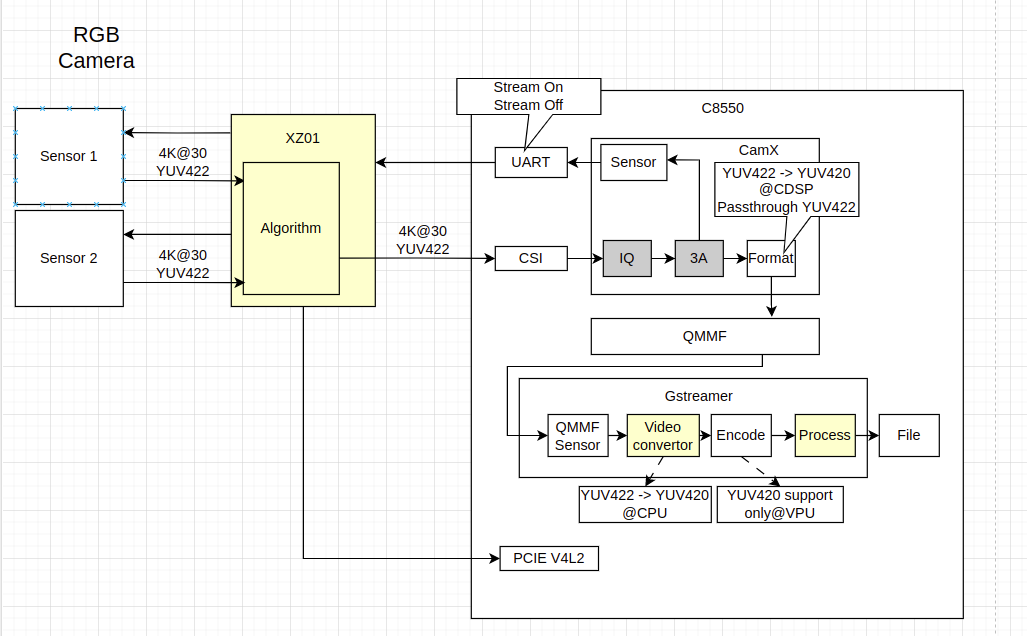 RGB
Camera
Sensor 1
4K@30
YUV422
Sensor 2
4K@30
YUV422
XZ01
Algorithm
4K@30
YUV422
Stream On
Stream Off
C8550
UART
Sensor
CamX
YUV422 -> YUV420
@CDSP
Passthrough YUV422
CSI
IQ
3A
Format
QMMF
Gstreamer
QMMF
Sensor
Video
convertor
Encode
Process
File
YUV422 -> YUV420
@CPU
YUV420 support
only@VPU
PCIE V4L2